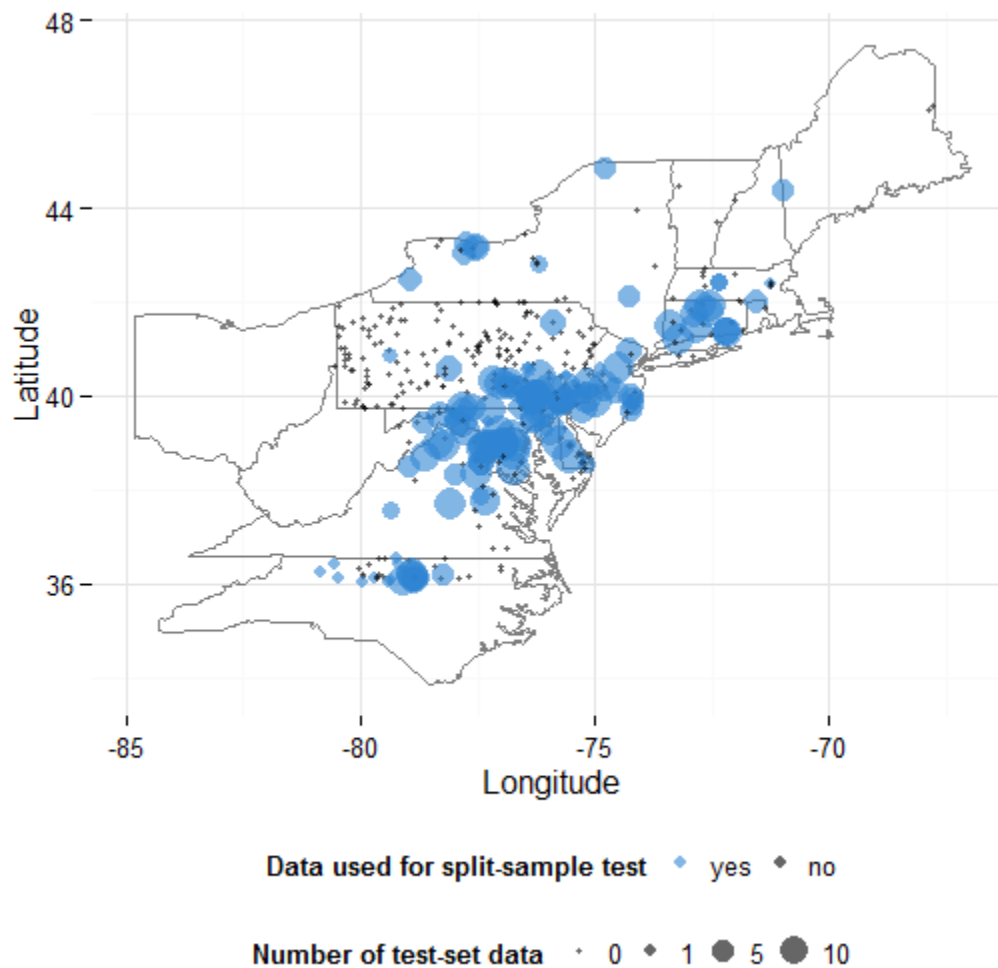 48
44
40
36
Latitude
-85 -80 -75 -70
Longitude
Data used for split-sample test yes no
Number of test-set data 0 1 5 10